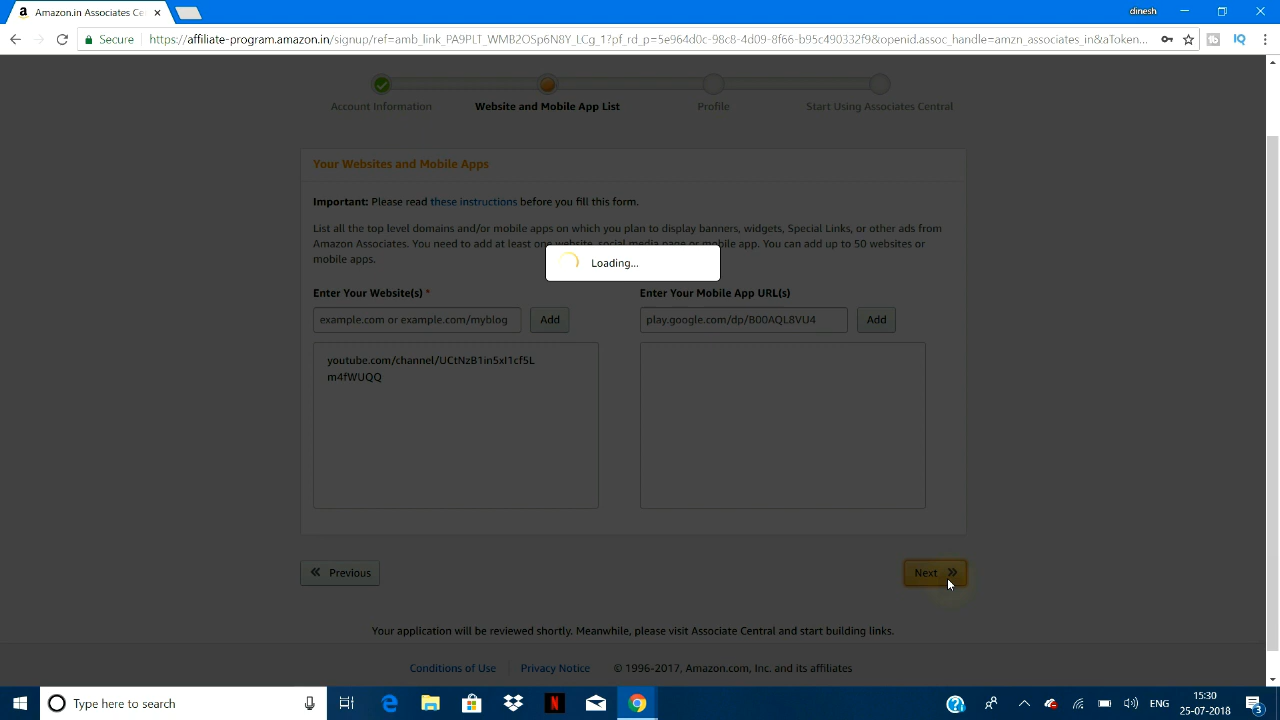 Amazon.in Associates Ce
dinesh
Secure
https://affiliate-program.amazon.in/signup/ref=amb_link_PA9PLT_WMB2OSp6N8Y_LCg_1?pf_rd_p=5e964d0c-98c8-4d09-8f66-b95c490332f9&openid.assoc_handle=amzn_associates_in&aToken...
Account Information
Website and Mobile App List
Profile
Start Using Associates Central
Your Websites and Mobile Apps
Important: Please read these instructions before you fill this form.
List all the top level domains and/or mobile apps on which you plan to display banners, widgets, Special Links, or other ads from
Amazon Associates. You need to add at least one website, social media page or mobile app. You can add up to 50 websites or
mobile apps.
Loading...
Enter Your Website(s) *
Enter Your Mobile App URL(s)
example.com or example.com/myblog
Add
play.google.com/dp/B00AQL8VU4
Add
youtube.com/channel/UCtNzB1in5xI1cf5L
m4fWUQQ
Previous
Next
Your application will be reviewed shortly. Meanwhile, please visit Associate Central and start building links.
Conditions of Use
Privacy Notice
© 1996-2017, Amazon.com, Inc. and its affiliates
Type here to search
ENG
15:30
25-07-2018
3